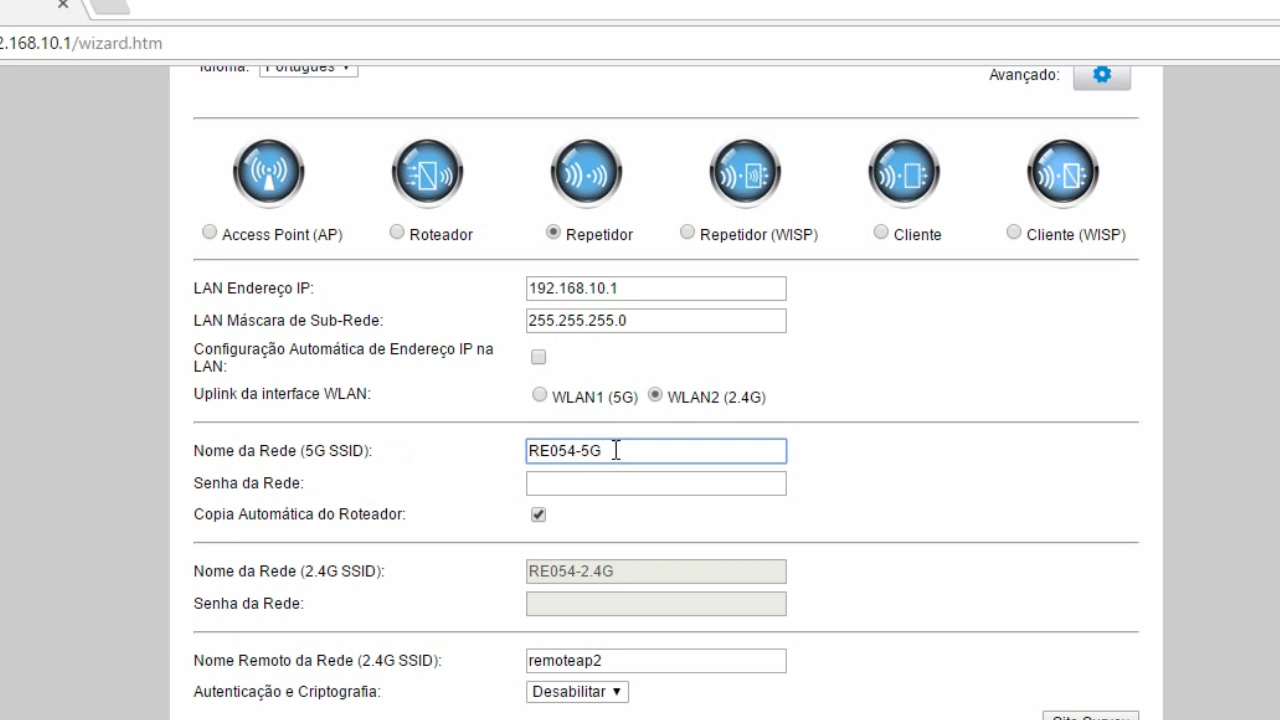 2.168.10.1/wizard.htm
Idioma: Português
Avançado:
Access Point (AP) Roteador Repetidor Repetidor (WISP) Cliente Cliente (WISP)
LAN Endereço IP: 192.168.10.1
LAN Máscara de Sub-Rede: 255.255.255.0
Configuração Automática de Endereço IP na
LAN:
Uplink da interface WLAN: WLAN1 (5G) WLAN2 (2.4G)
Nome da Rede (5G SSID): RE054-5G
Senha da Rede:
Copia Automática do Roteador:
Nome da Rede (2.4G SSID): RE054-2.4G
Senha da Rede:
Nome Remoto da Rede (2.4G SSID): remoteap2
Autenticação e Criptografia: Desabilitar
Site Survey